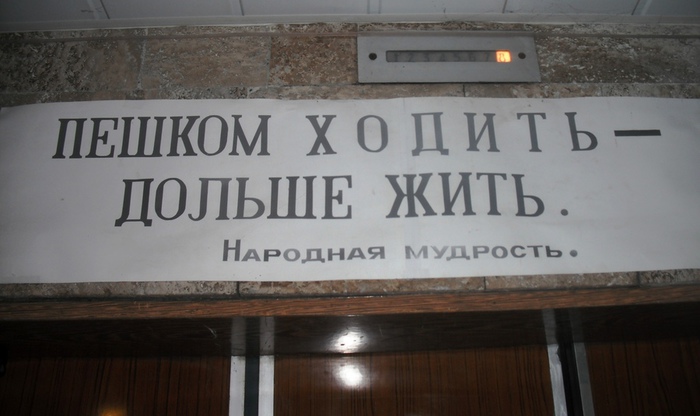 ПЕШКОМ ХОДИТЬ —
ДОЛЬШЕ ЖИТЬ.
НАРОДНАЯ МУДРОСТЬ.